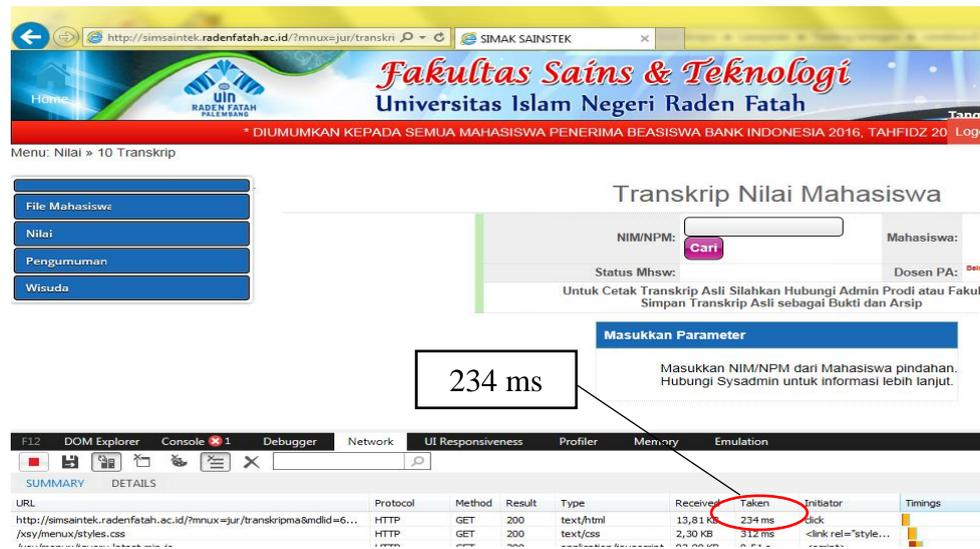 http://simsaintek.radenfatah.ac.id/?mnux=jur/transkri
SIMAK SAINSTEK
Home
uin
RADEN FATAH
PALEMBANG
Fakultas Sains & Teknologi
Universitas Islam Negeri Raden Fatah
Tang
* DIUMUMKAN KEPADA SEMUA MAHASISWA PENERIMA BEASISWA BANK INDONESIA 2016, TAHFIDZ 20
Logo
Menu: Nilai » 10 Transkrip
File Mahasiswa
Nilai
Pengumuman
Wisuda
Transkrip Nilai Mahasiswa
NIM/NPM:
Cari
Mahasiswa:
Status Mhsw:
Dosen PA:
Untuk Cetak Transkrip Asli Silahkan Hubungi Admin Prodi atau Fakul
Simpan Transkrip Asli sebagai Bukti dan Arsip
Masukkan Parameter
Masukkan NIM/NPM dari Mahasiswa pindahan.
Hubungi Sysadmin untuk informasi lebih lanjut.
234 ms
F12 DOM Explorer Console 1 Debugger Network UI Responsiveness Profiler Memory Emulation
SUMMARY DETAILS
URL Protocol Method Result Type Received Taken Initiator Timings
http://simsaintek.radenfatah.ac.id/?mnux=jur/transkripma&mdlid=6... HTTP GET 200 text/html 13,81 KB 234 ms click
/xsy/menux/styles.css HTTP GET 200 text/css 2,30 KB 312 ms <link rel="style...
HTTP GET 200